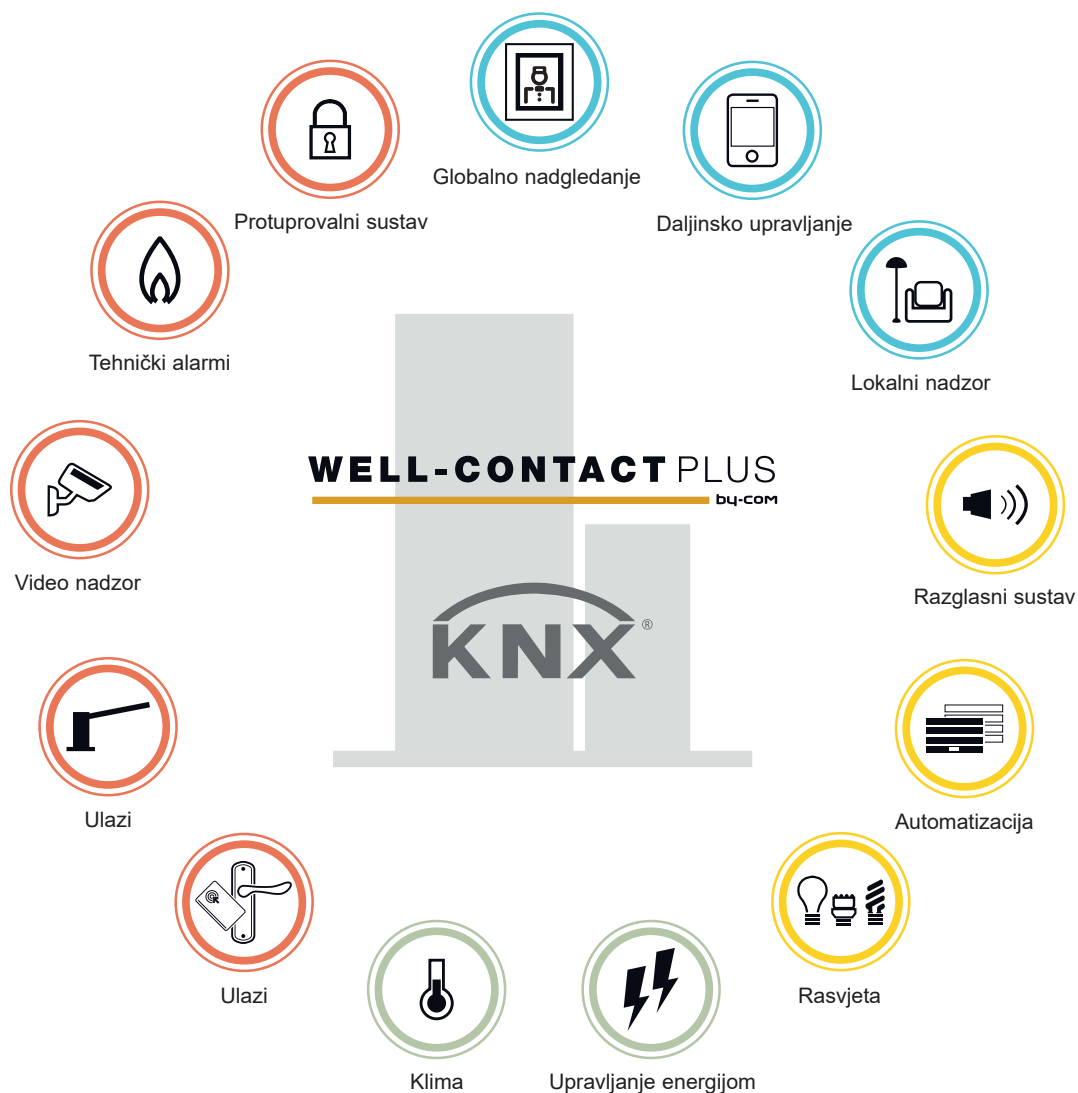 Globalno nadgledanje
Protuprovalni sustav
Daljinsko upravljanje
Tehnički alarmi
Lokalni nadzor
WELL-CONTACT PLUS
by-com
Video nadzor
Razglasni sustav
KNX®
Ulazi
Automatizacija
Ulazi
Rasvjeta
Klima
Upravljanje energijom